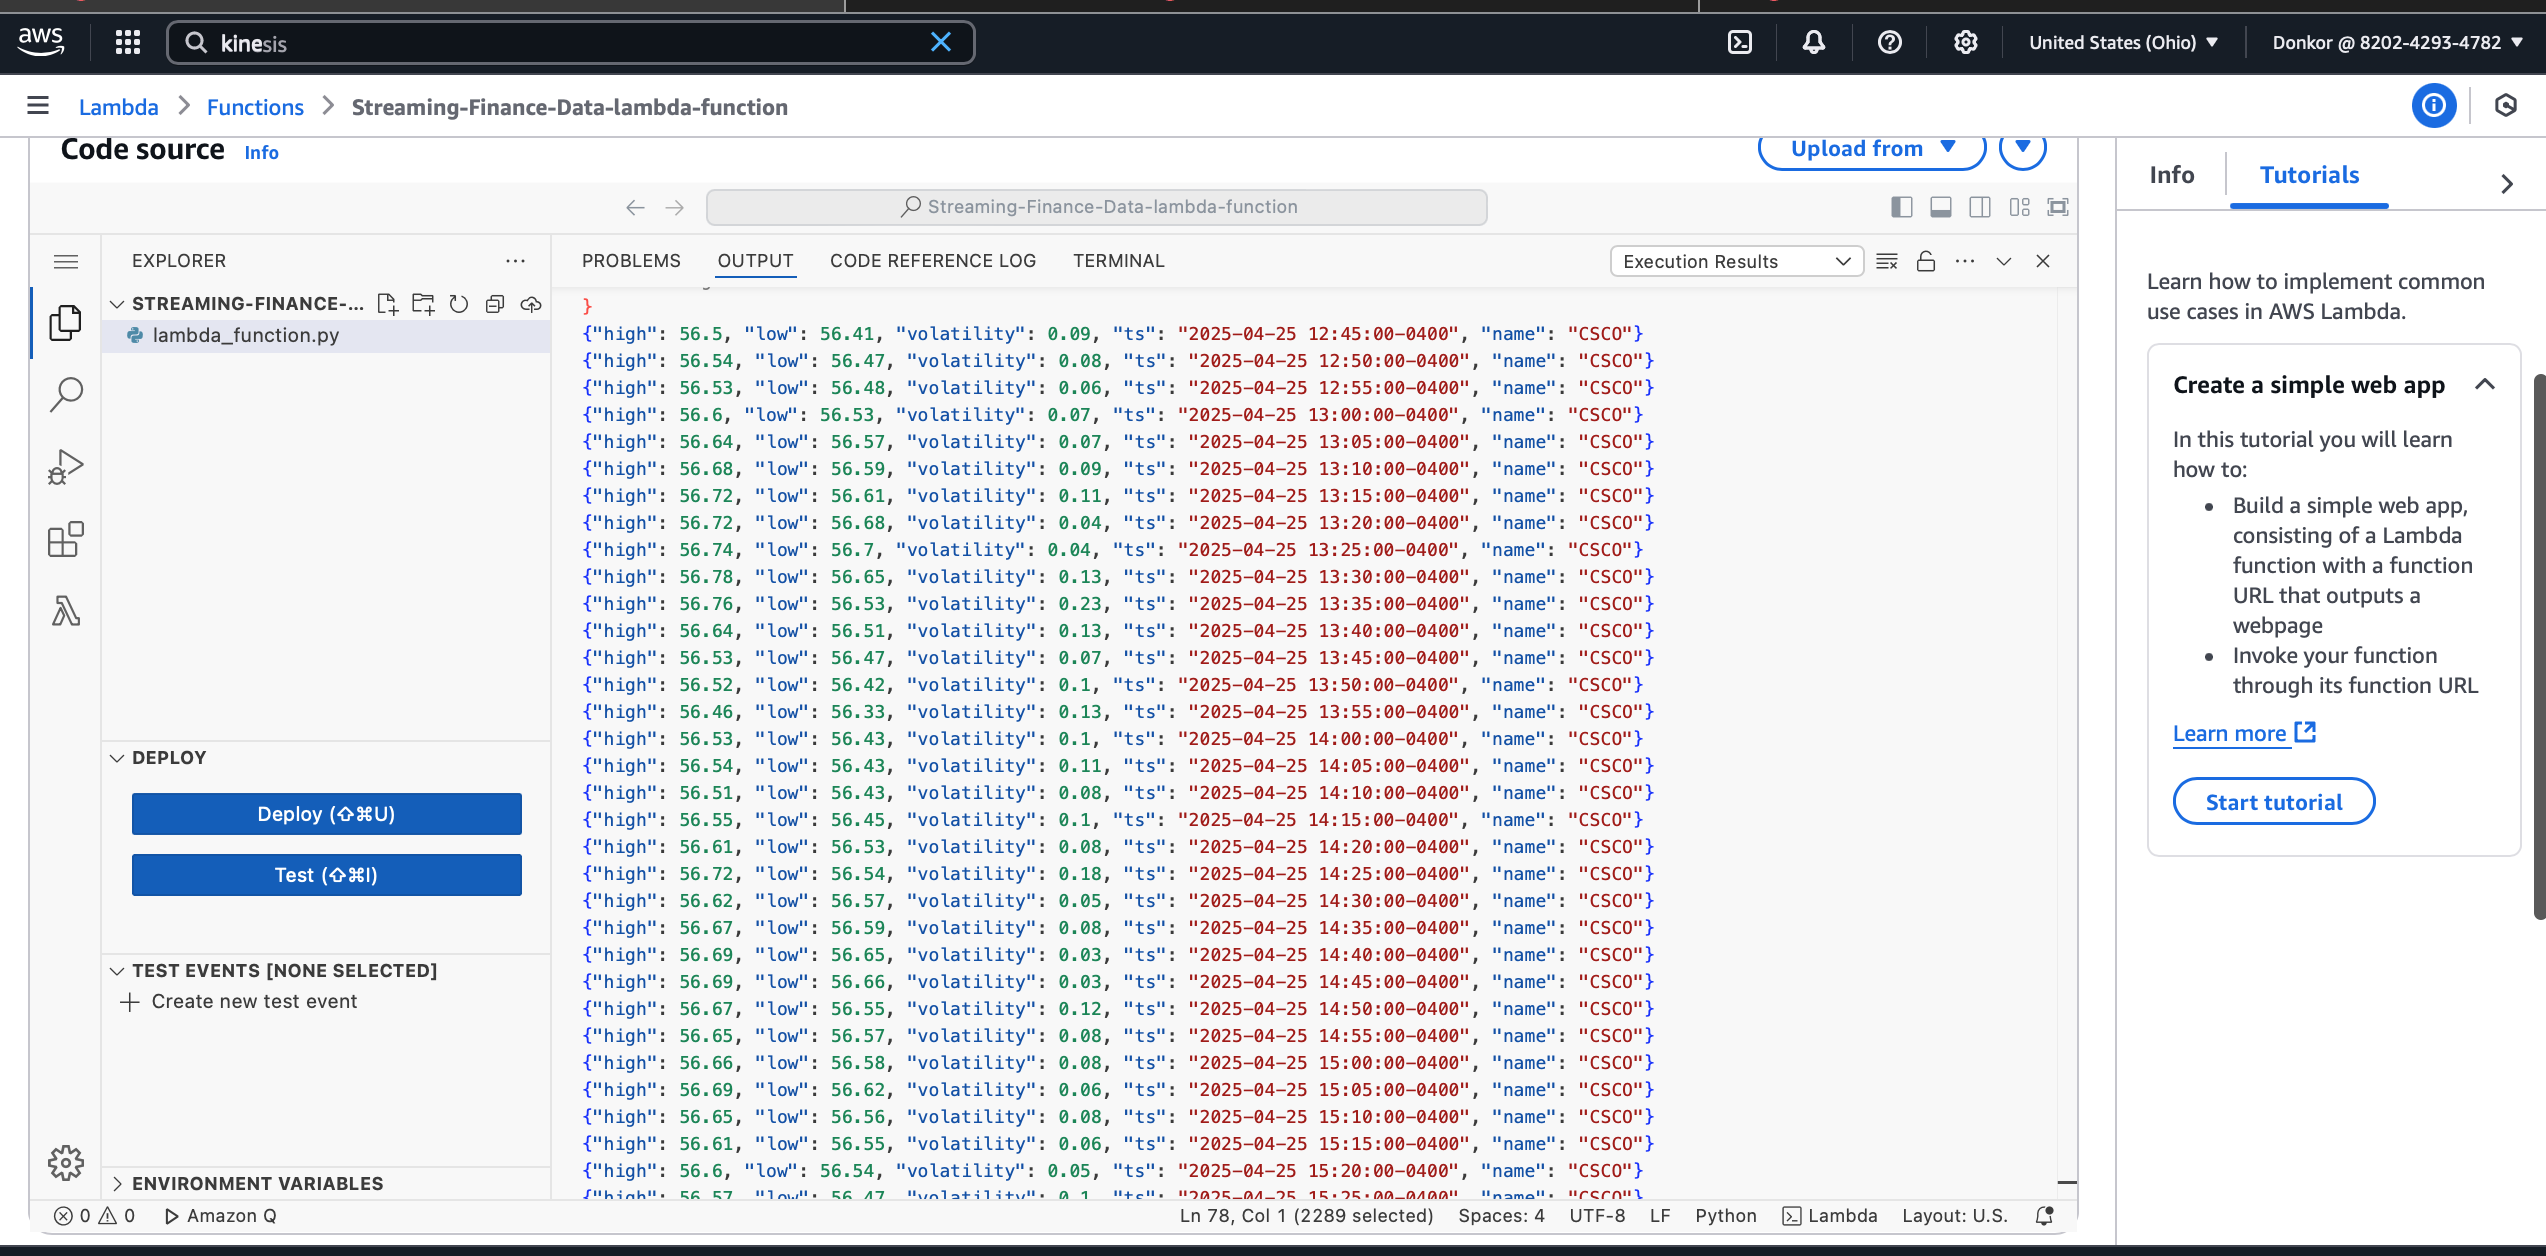 aws
kinesis
United States (Ohio)
Donkor @ 8202-4293-4782
Lambda
Functions
Streaming-Finance-Data-lambda-function
Code source
Info
Upload from
Streaming-Finance-Data-lambda-function
EXPLORER
STREAMING-FINANCE-...
lambda_function.py
DEPLOY
Deploy (⇧⌘U)
Test (⇧⌘I)
TEST EVENTS [NONE SELECTED]
Create new test event
ENVIRONMENT VARIABLES
PROBLEMS OUTPUT CODE REFERENCE LOG TERMINAL
Execution Results
}
{"high": 56.5, "low": 56.41, "volatility": 0.09, "ts": "2025-04-25 12:45:00-0400", "name": "CSCO"}
{"high": 56.54, "low": 56.47, "volatility": 0.08, "ts": "2025-04-25 12:50:00-0400", "name": "CSCO"}
{"high": 56.53, "low": 56.48, "volatility": 0.06, "ts": "2025-04-25 12:55:00-0400", "name": "CSCO"}
{"high": 56.6, "low": 56.53, "volatility": 0.07, "ts": "2025-04-25 13:00:00-0400", "name": "CSCO"}
{"high": 56.64, "low": 56.57, "volatility": 0.07, "ts": "2025-04-25 13:05:00-0400", "name": "CSCO"}
{"high": 56.68, "low": 56.59, "volatility": 0.09, "ts": "2025-04-25 13:10:00-0400", "name": "CSCO"}
{"high": 56.72, "low": 56.61, "volatility": 0.11, "ts": "2025-04-25 13:15:00-0400", "name": "CSCO"}
{"high": 56.72, "low": 56.68, "volatility": 0.04, "ts": "2025-04-25 13:20:00-0400", "name": "CSCO"}
{"high": 56.74, "low": 56.7, "volatility": 0.04, "ts": "2025-04-25 13:25:00-0400", "name": "CSCO"}
{"high": 56.78, "low": 56.65, "volatility": 0.13, "ts": "2025-04-25 13:30:00-0400", "name": "CSCO"}
{"high": 56.76, "low": 56.53, "volatility": 0.23, "ts": "2025-04-25 13:35:00-0400", "name": "CSCO"}
{"high": 56.64, "low": 56.51, "volatility": 0.13, "ts": "2025-04-25 13:40:00-0400", "name": "CSCO"}
{"high": 56.53, "low": 56.47, "volatility": 0.07, "ts": "2025-04-25 13:45:00-0400", "name": "CSCO"}
{"high": 56.52, "low": 56.42, "volatility": 0.1, "ts": "2025-04-25 13:50:00-0400", "name": "CSCO"}
{"high": 56.46, "low": 56.33, "volatility": 0.13, "ts": "2025-04-25 13:55:00-0400", "name": "CSCO"}
{"high": 56.53, "low": 56.43, "volatility": 0.1, "ts": "2025-04-25 14:00:00-0400", "name": "CSCO"}
{"high": 56.54, "low": 56.43, "volatility": 0.11, "ts": "2025-04-25 14:05:00-0400", "name": "CSCO"}
{"high": 56.51, "low": 56.43, "volatility": 0.08, "ts": "2025-04-25 14:10:00-0400", "name": "CSCO"}
{"high": 56.55, "low": 56.45, "volatility": 0.1, "ts": "2025-04-25 14:15:00-0400", "name": "CSCO"}
{"high": 56.61, "low": 56.53, "volatility": 0.08, "ts": "2025-04-25 14:20:00-0400", "name": "CSCO"}
{"high": 56.72, "low": 56.54, "volatility": 0.18, "ts": "2025-04-25 14:25:00-0400", "name": "CSCO"}
{"high": 56.62, "low": 56.57, "volatility": 0.05, "ts": "2025-04-25 14:30:00-0400", "name": "CSCO"}
{"high": 56.67, "low": 56.59, "volatility": 0.08, "ts": "2025-04-25 14:35:00-0400", "name": "CSCO"}
{"high": 56.69, "low": 56.65, "volatility": 0.03, "ts": "2025-04-25 14:40:00-0400", "name": "CSCO"}
{"high": 56.69, "low": 56.66, "volatility": 0.03, "ts": "2025-04-25 14:45:00-0400", "name": "CSCO"}
{"high": 56.67, "low": 56.55, "volatility": 0.12, "ts": "2025-04-25 14:50:00-0400", "name": "CSCO"}
{"high": 56.65, "low": 56.57, "volatility": 0.08, "ts": "2025-04-25 14:55:00-0400", "name": "CSCO"}
{"high": 56.66, "low": 56.58, "volatility": 0.08, "ts": "2025-04-25 15:00:00-0400", "name": "CSCO"}
{"high": 56.69, "low": 56.62, "volatility": 0.06, "ts": "2025-04-25 15:05:00-0400", "name": "CSCO"}
{"high": 56.65, "low": 56.56, "volatility": 0.08, "ts": "2025-04-25 15:10:00-0400", "name": "CSCO"}
{"high": 56.61, "low": 56.55, "volatility": 0.06, "ts": "2025-04-25 15:15:00-0400", "name": "CSCO"}
{"high": 56.6, "low": 56.54, "volatility": 0.05, "ts": "2025-04-25 15:20:00-0400", "name": "CSCO"}
{"high": 56.57, "low": 56.47, "volatility": 0.1, "ts": "2025-04-25 15:25:00-0400", "name": "CSCO"}
0 0 Amazon Q
Ln 78, Col 1 (2289 selected) Spaces: 4 UTF-8 LF Python Lambda Layout: U.S.
Info
Tutorials
Learn how to implement common
use cases in AWS Lambda.
Create a simple web app
In this tutorial you will learn
how to:
• Build a simple web app,
consisting of a Lambda
function with a function
URL that outputs a
webpage
• Invoke your function
through its function URL
Learn more
Start tutorial